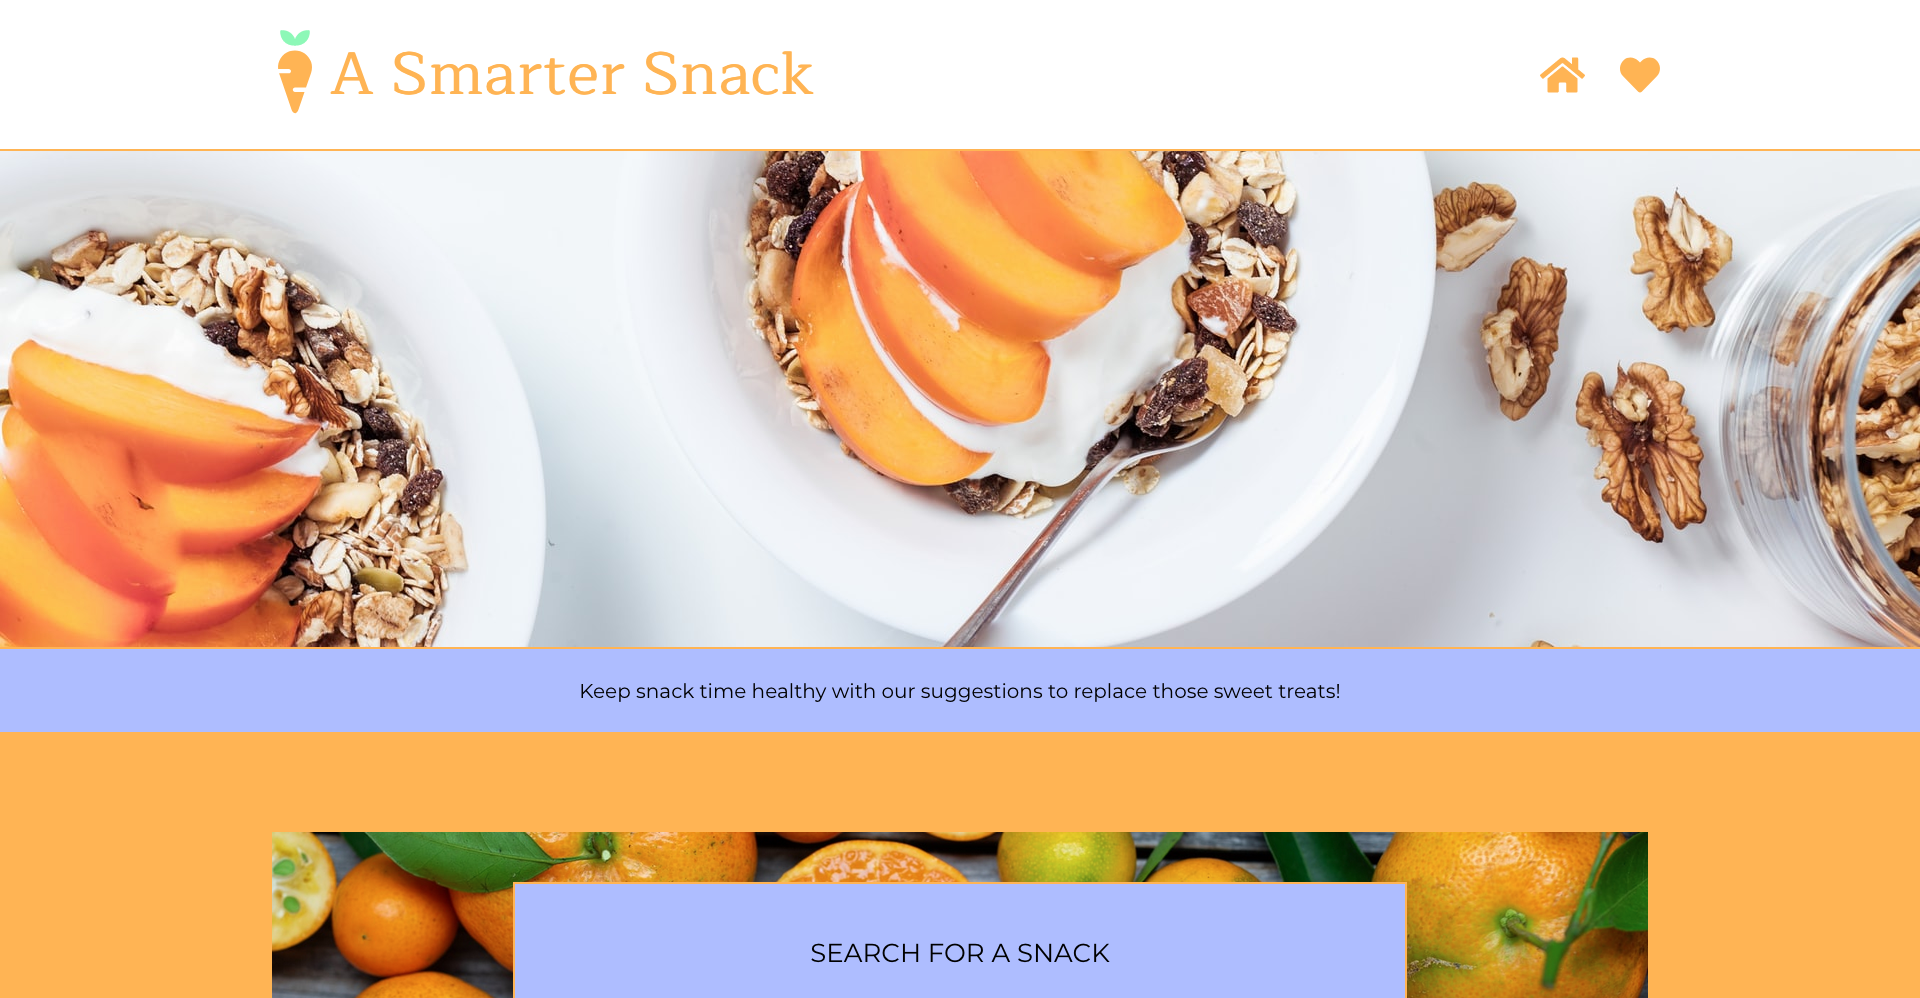 A Smarter Snack
Keep snack time healthy with our suggestions to replace those sweet treats!
SEARCH FOR A SNACK